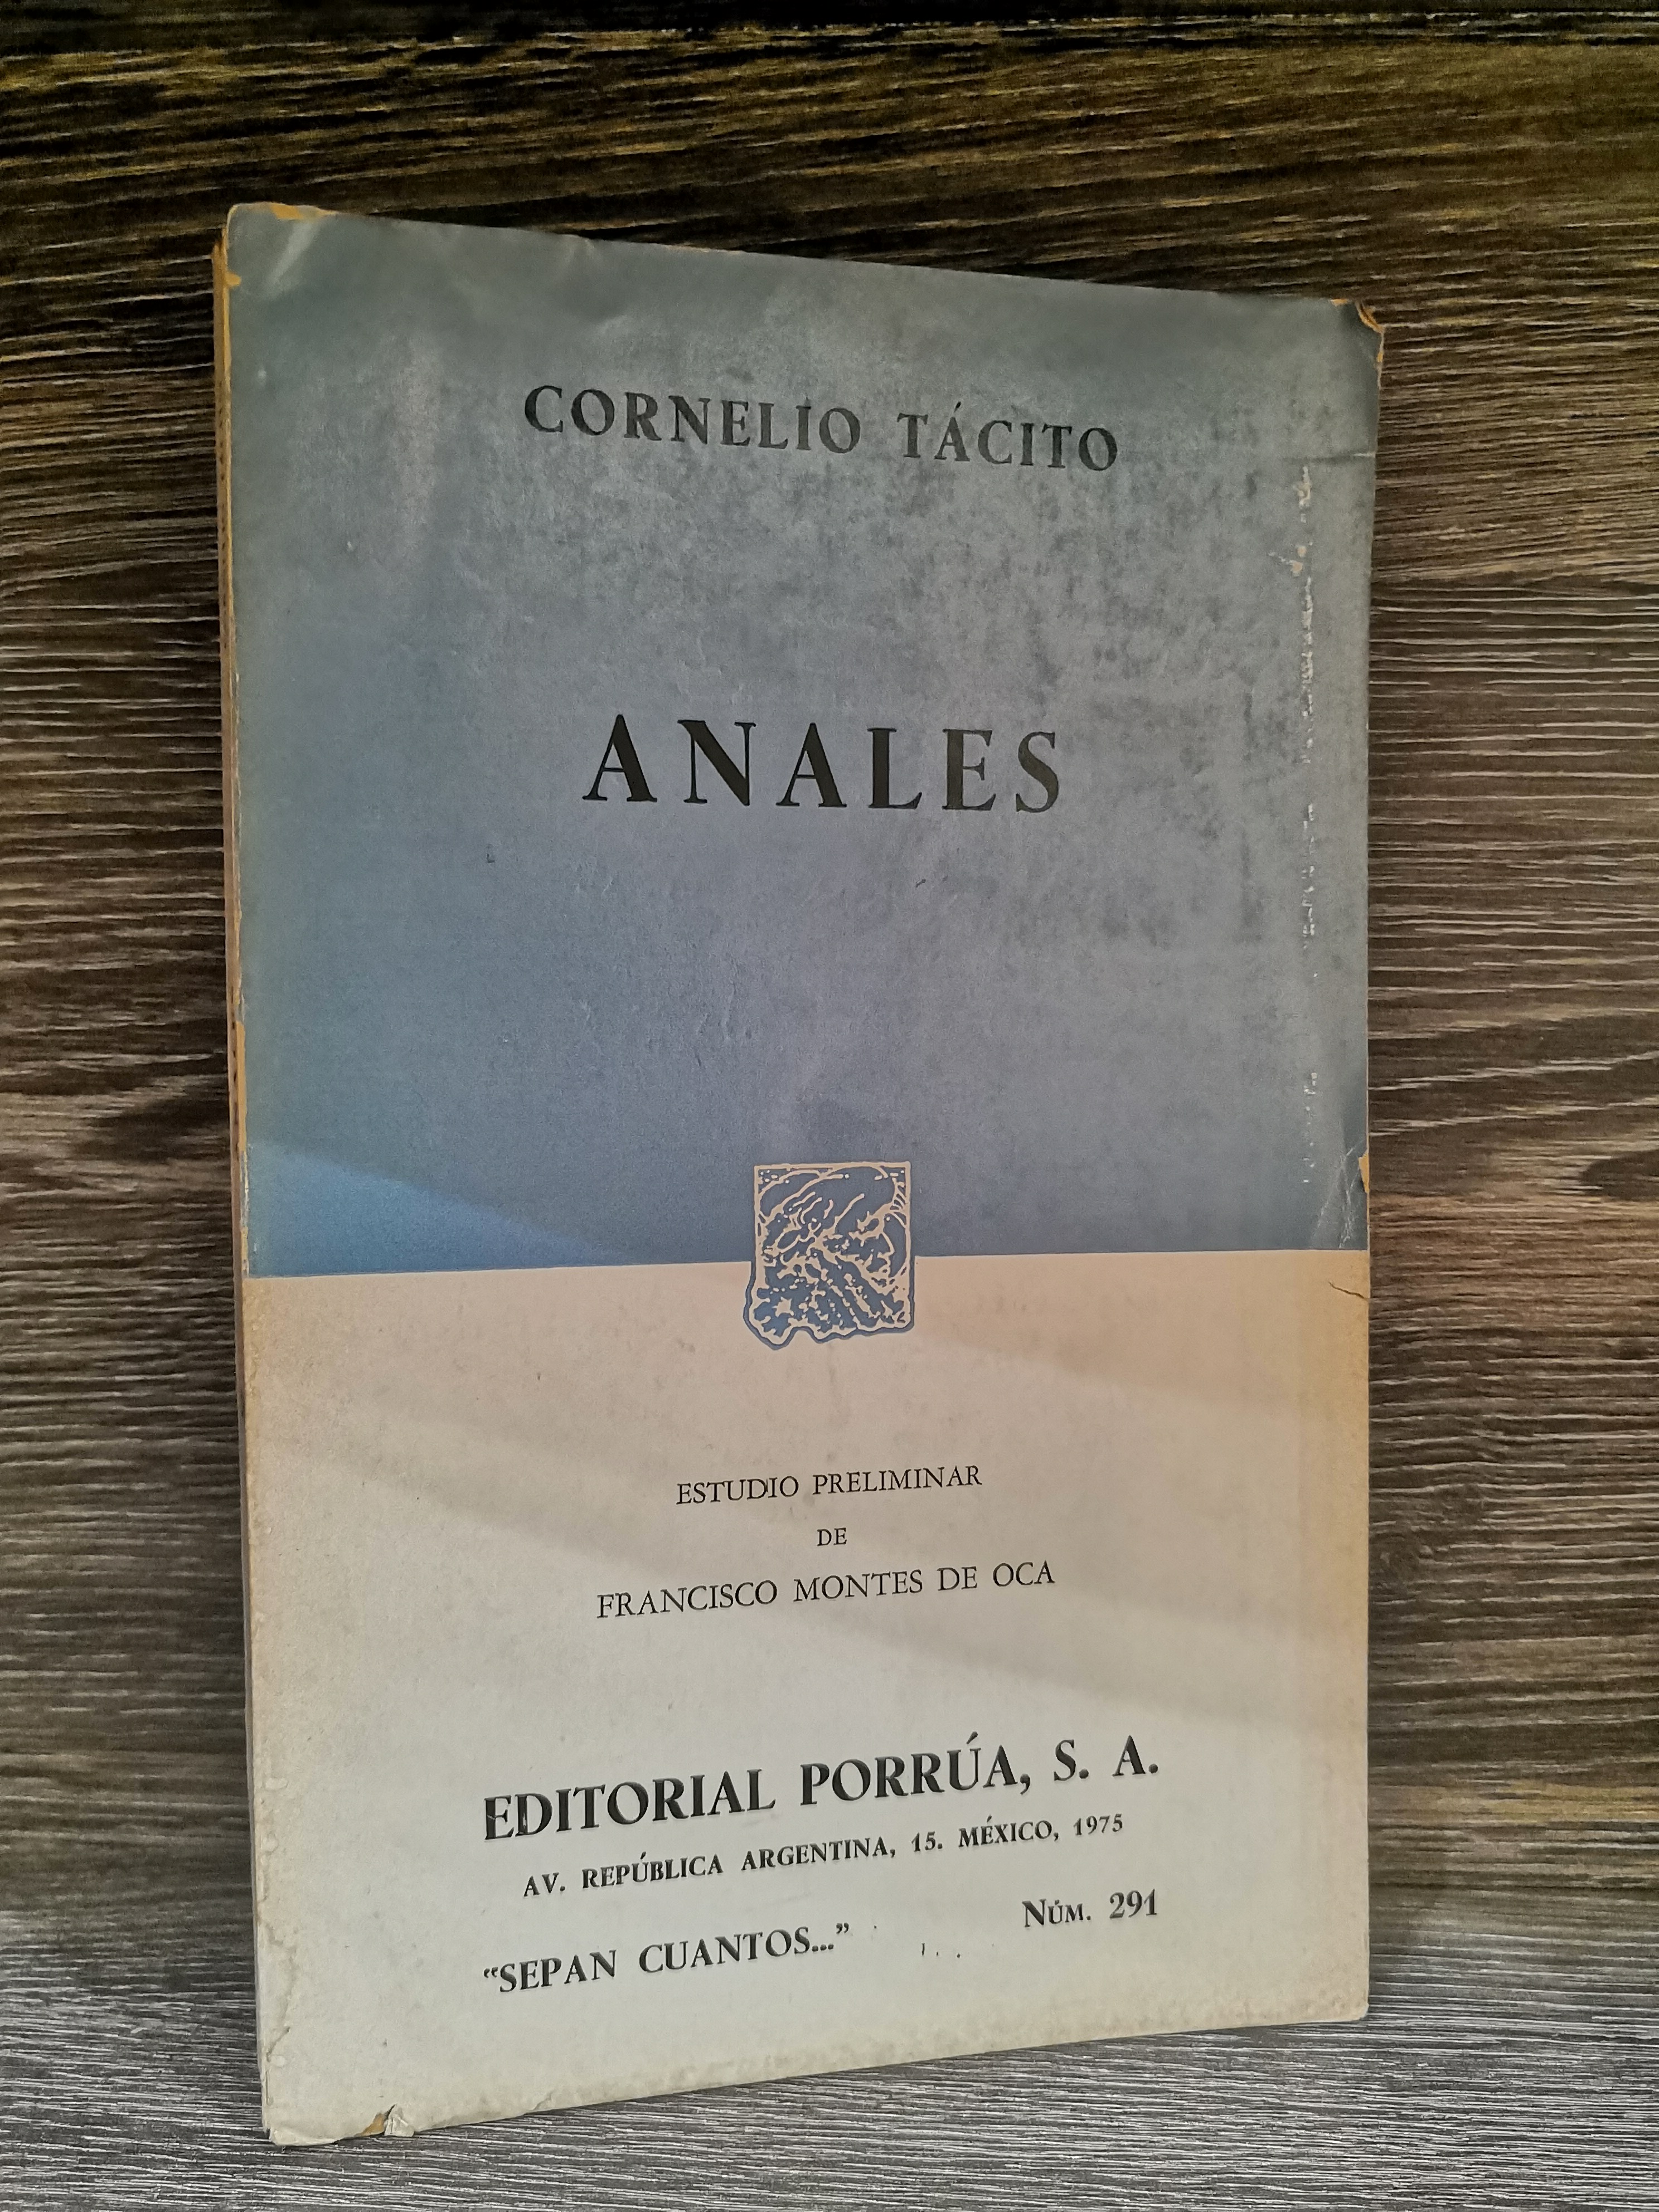 CORNELIO TÁCITO
ANALES
ESTUDIO PRELIMINAR
DE
FRANCISCO MONTES DE OCA
EDITORIAL PORRÚA, S. A.
AV. REPÚBLICA ARGENTINA, 15. MÉXICO, 1975
“SEPAN CUANTOS...” NÚM. 291